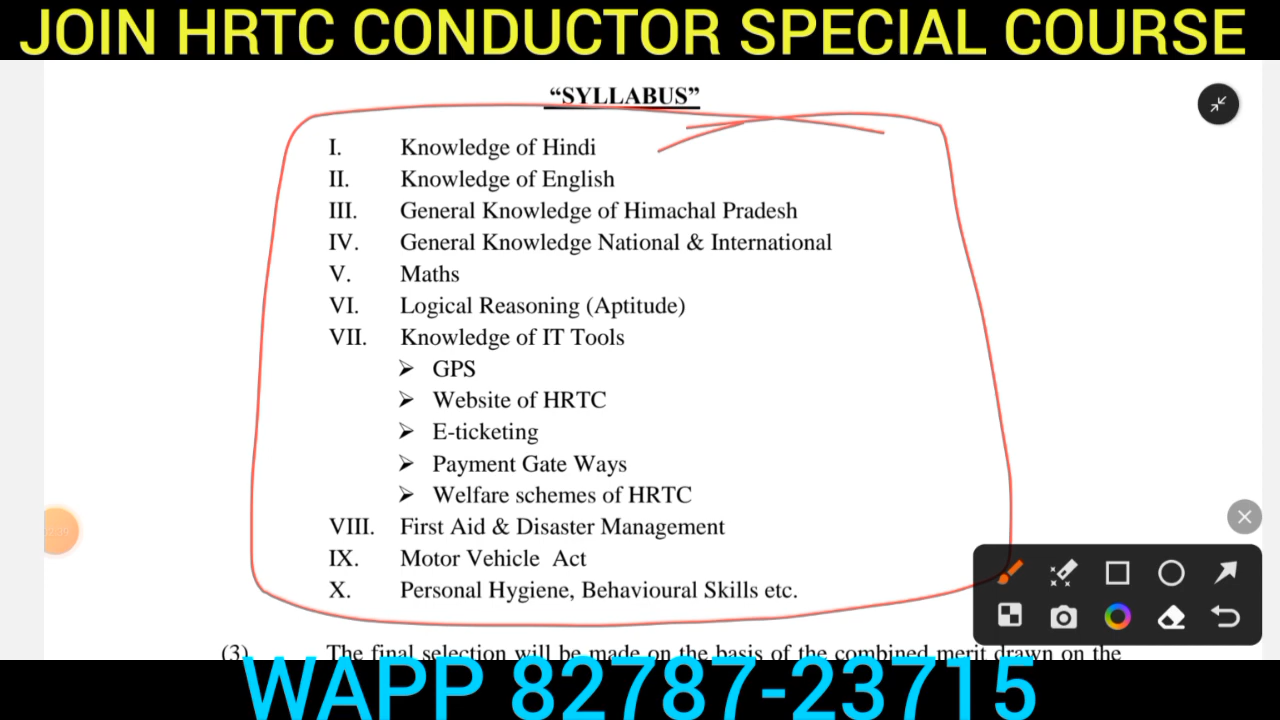 JOIN HRTC CONDUCTOR SPECIAL COURSE
“SYLLABUS”
I. Knowledge of Hindi
II. Knowledge of English
III. General Knowledge of Himachal Pradesh
IV. General Knowledge National & International
V. Maths
VI. Logical Reasoning (Aptitude)
VII. Knowledge of IT Tools
➢ GPS
➢ Website of HRTC
➢ E-ticketing
➢ Payment Gate Ways
➢ Welfare schemes of HRTC
VIII. First Aid & Disaster Management
IX. Motor Vehicle Act
X. Personal Hygiene, Behavioural Skills etc.
(3) The final selection will be made on the basis of the combined merit drawn on the
WAPP 82787-23715